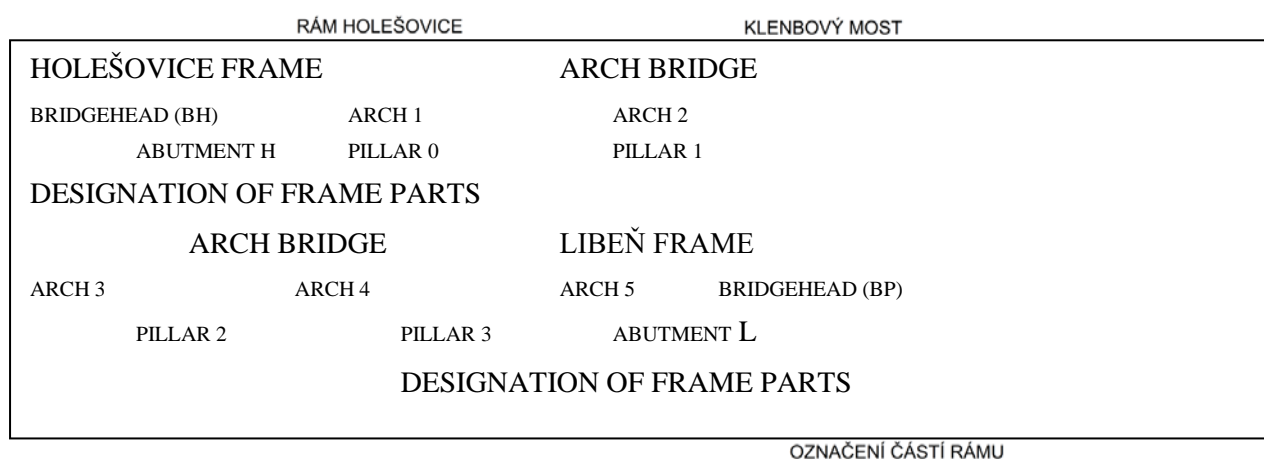 RÁM HOLEŠOVICE KLENBOVÝ MOST
HOLEŠOVICE FRAME ARCH BRIDGE
BRIDGEHEAD (BH) ARCH 1 ARCH 2
ABUTMENT H PILLAR 0 PILLAR 1
DESIGNATION OF FRAME PARTS
ARCH BRIDGE LIBEŇ FRAME
ARCH 3 ARCH 4 ARCH 5 BRIDGEHEAD (BP)
PILLAR 2 PILLAR 3 ABUTMENT L
DESIGNATION OF FRAME PARTS
OZNAČENÍ ČÁSTÍ RÁMU